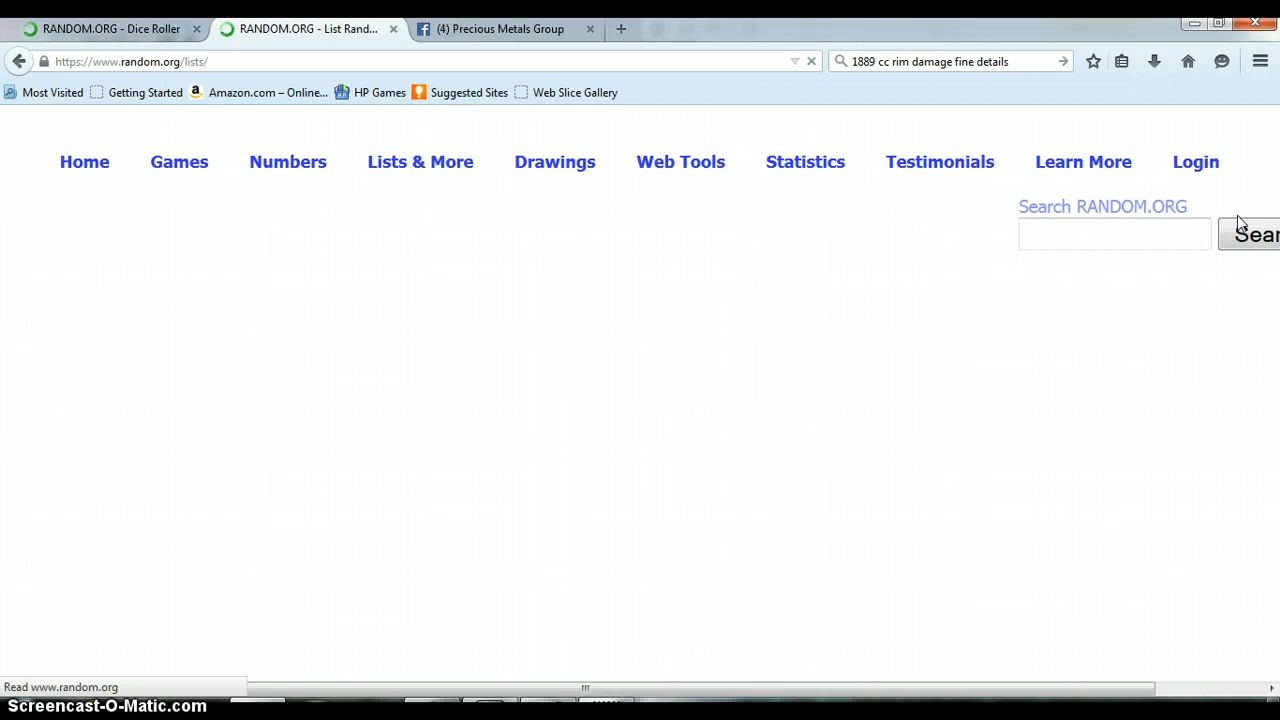 RANDOM.ORG - Dice Roller
RANDOM.ORG - List Rand...
(4) Precious Metals Group
https://www.random.org/lists/
1889 cc rim damage fine details
Most Visited
Getting Started
Amazon.com – Online...
HP Games
Suggested Sites
Web Slice Gallery
Home
Games
Numbers
Lists & More
Drawings
Web Tools
Statistics
Testimonials
Learn More
Login
Search RANDOM.ORG
Sear
Read www.random.org
Screencast-O-Matic.com